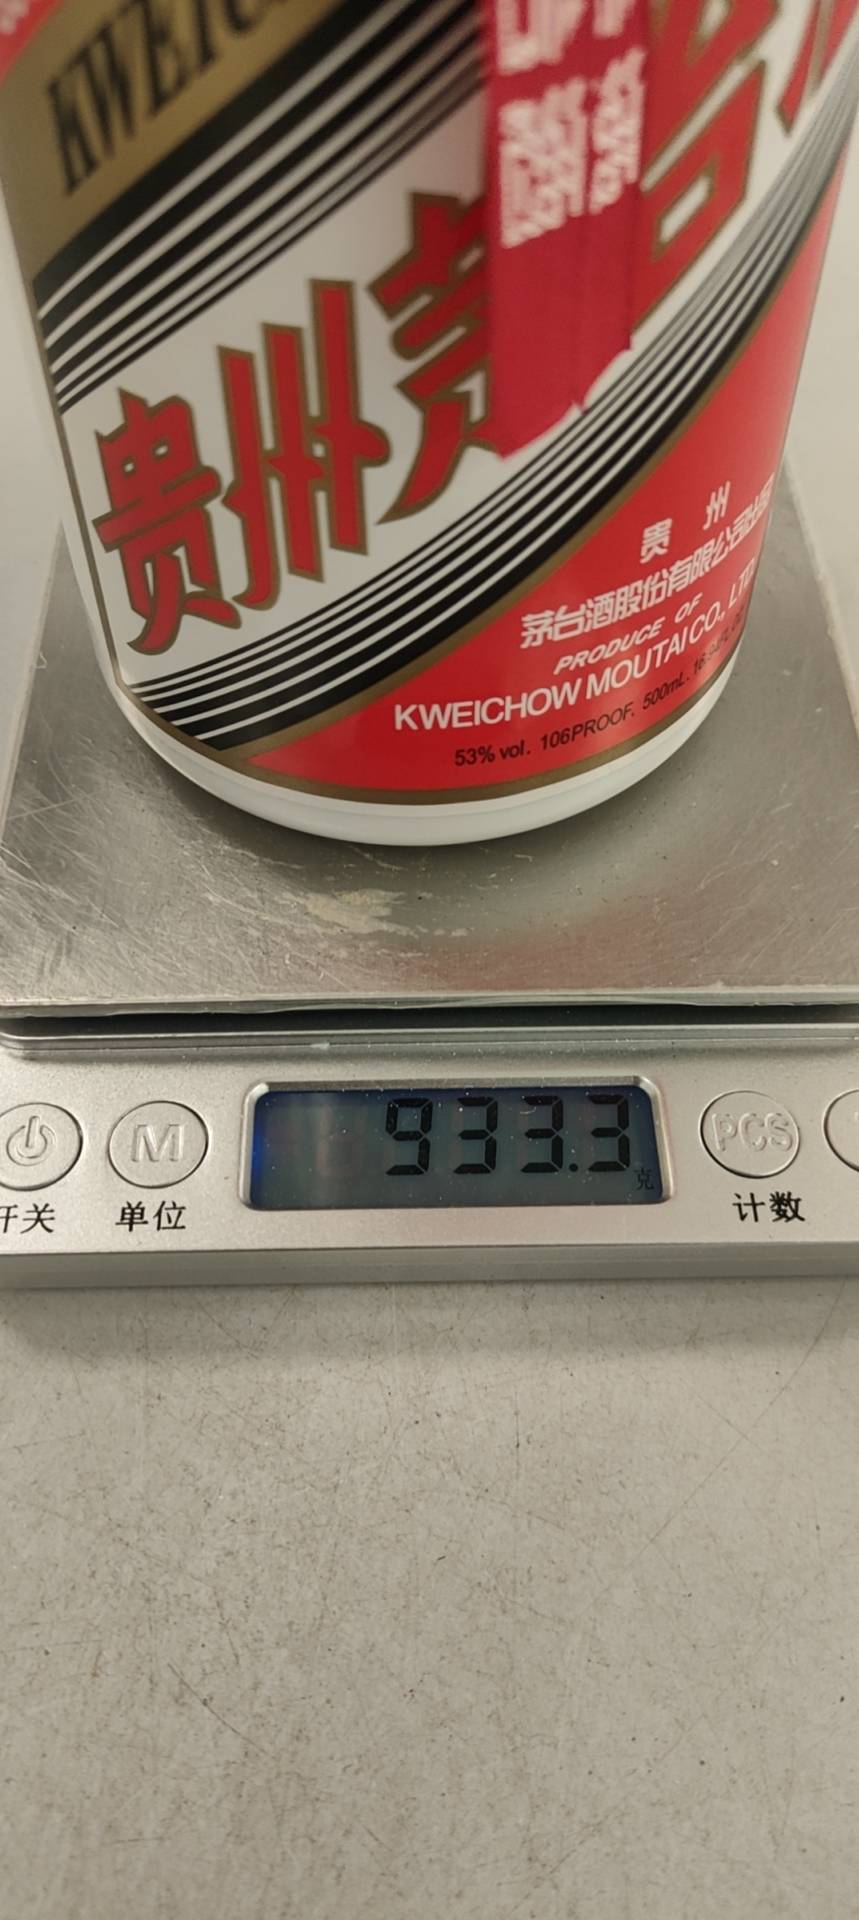 贵州
贵 州
茅台酒股份有限公司出品
PRODUCE OF
KWEICHOW MOUTAI CO., LTD
53% vol. 106PROOF. 500mL.
933.3
克
M
PCS
开关
单位
计数